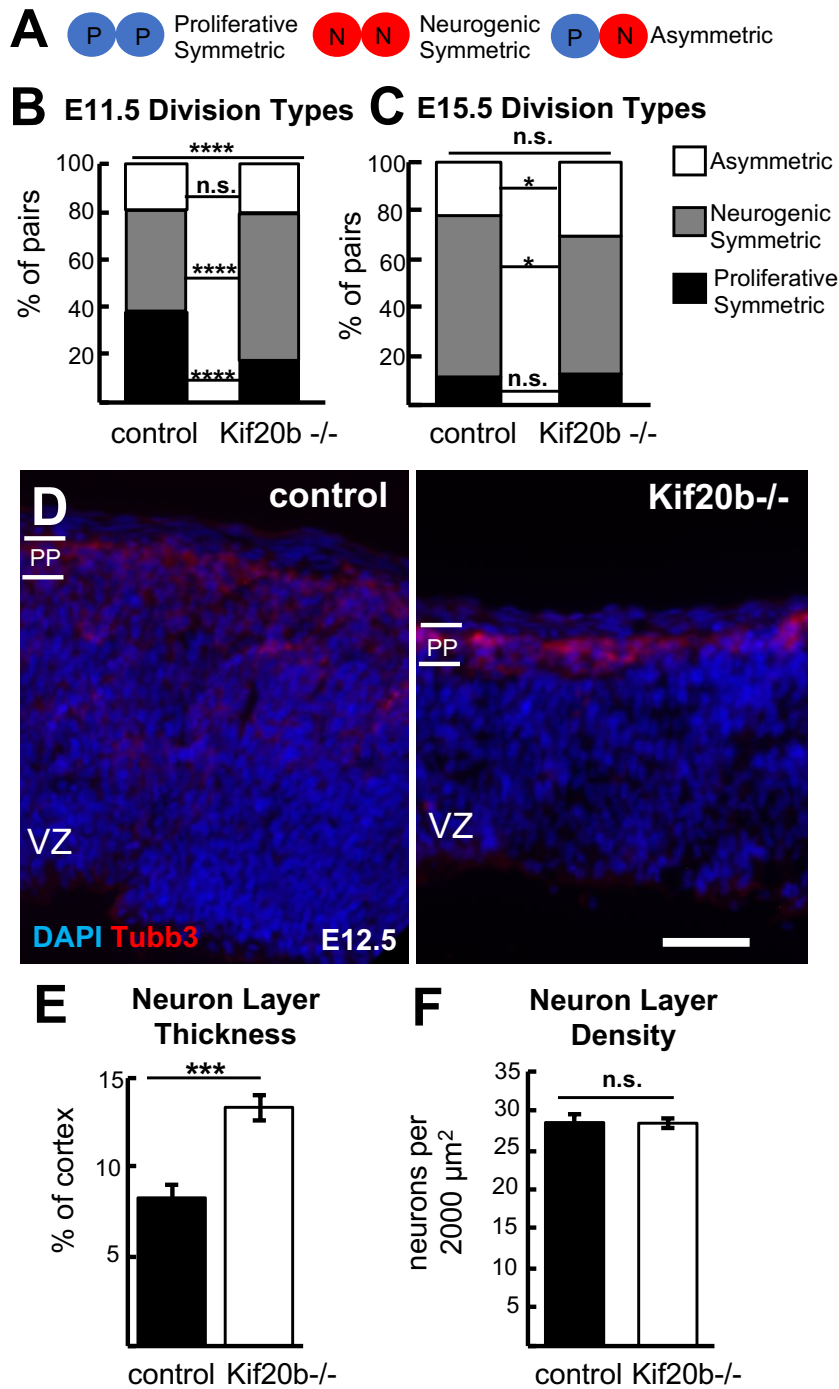 A
P P
Proliferative
Symmetric
N N
Neurogenic
Symmetric
P N
Asymmetric
B E11.5 Division Types
% of pairs
100
80
60
40
20
****
n.s.
****
****
control Kif20b -/-
C E15.5 Division Types
% of pairs
100
80
60
40
20
n.s.
*
*
n.s.
control Kif20b -/-
Asymmetric
Neurogenic
Symmetric
Proliferative
Symmetric
D
control
PP
VZ
DAPI Tubb3
E12.5
Kif20b-/-
PP
VZ
E
Neuron Layer
Thickness
% of cortex
15
10
5
***
control Kif20b-/-
F
Neuron Layer
Density
neurons per
2000 µm²
35
30
25
20
15
10
5
n.s.
control Kif20b-/-